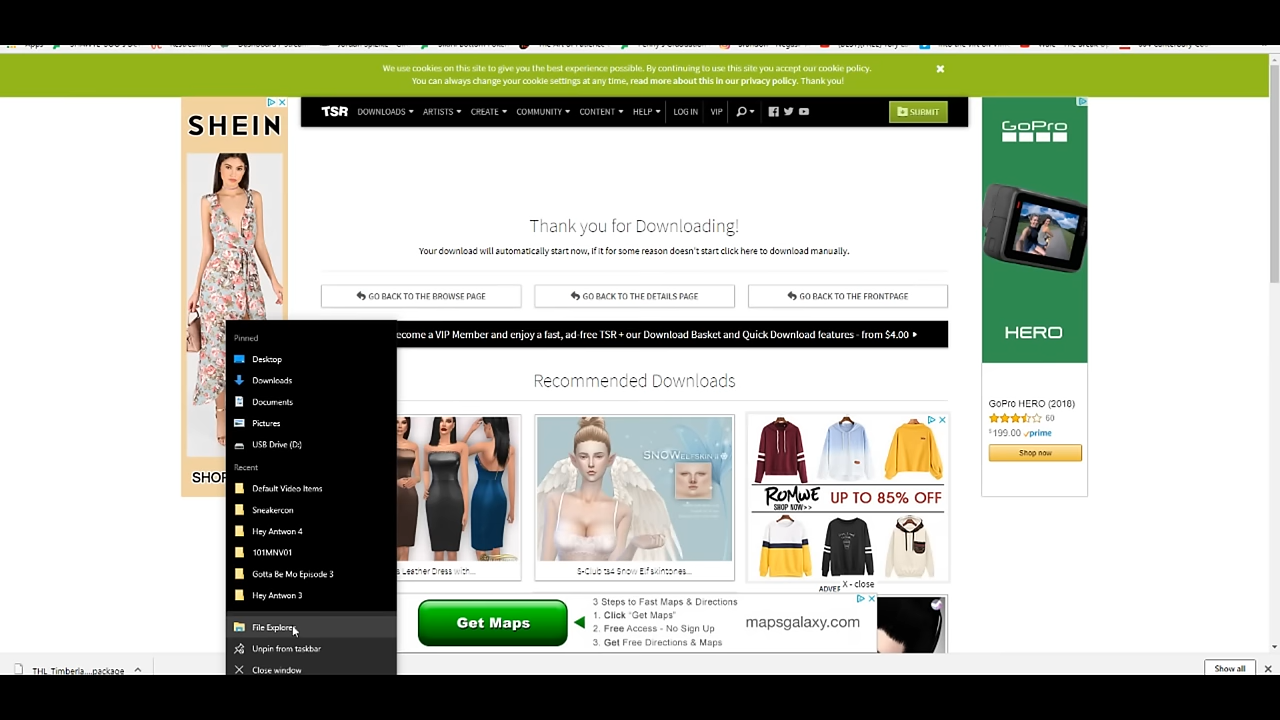 Apps
We use cookies on this site to give you the best experience possible. By continuing to use this site you accept our cookie policy.
You can always change your cookie settings at any time, read more about this in our privacy policy. Thank you!
SHEIN
TSR DOWNLOADS ARTISTS CREATE COMMUNITY CONTENT HELP LOG IN VIP SUBMIT
GoPro
Thank you for Downloading!
Your download will automatically start now, if it for some reason doesn't start click here to download manually.
GO BACK TO THE BROWSE PAGE
GO BACK TO THE DETAILS PAGE
GO BACK TO THE FRONTPAGE
HERO
ecome a VIP Member and enjoy a fast, ad-free TSR + our Download Basket and Quick Download features - from $4.00
Recommended Downloads
GoPro HERO (2018)
60
$199.00 prime
Shop now
SHOP
Pinned
Desktop
Downloads
Documents
Pictures
USB Drive (D:)
Recent
Default Video Items
Sneakercon
Hey Antwon 4
101MNV01
Gotta Be Mo Episode 3
Hey Antwon 3
File Explorer
Unpin from taskbar
Close window
SNOW ELF SKIN
ROMWE UP TO 85% OFF
SHOP NOW>>
s Leather Dress with...
S-Club ts4 Snow Elf skintones...
X - close
ADVER
Get Maps
3 Steps to Fast Maps & Directions
1. Click "Get Maps"
2. Free Access - No Sign Up
3. Get Free Directions & Maps
mapsgalaxy.com
THL_Timberla....package
Show all